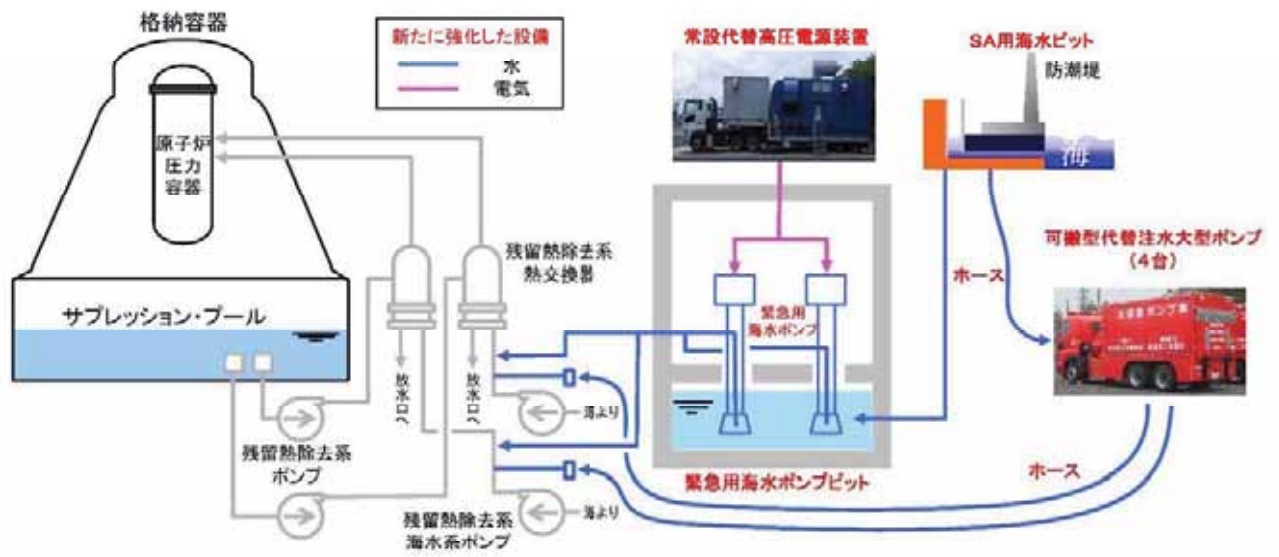 格納容器
原子炉
圧力
容器
サプレッション・プール
新たに強化した設備
水
電気
常設代替高圧電源装置
SA用海水ピット
防潮堤
海
可搬型代替注水大型ポンプ
(4台)
ホース
残留熱除去系
熱交換器
緊急用
海水ポンプ
放水口へ
放水口へ
海より
残留熱除去系
ポンプ
緊急用海水ポンプピット
ホース
残留熱除去系
海水系ポンプ
海より